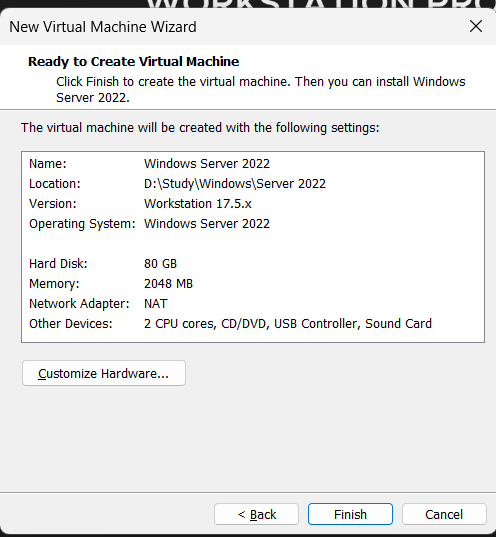 WORKSTATION PRO
New Virtual Machine Wizard
Ready to Create Virtual Machine
Click Finish to create the virtual machine. Then you can install Windows
Server 2022.
The virtual machine will be created with the following settings:
Name: Windows Server 2022
Location: D:\Study\Windows\Server 2022
Version: Workstation 17.5.x
Operating System: Windows Server 2022
Hard Disk: 80 GB
Memory: 2048 MB
Network Adapter: NAT
Other Devices: 2 CPU cores, CD/DVD, USB Controller, Sound Card
Customize Hardware...
< Back Finish Cancel